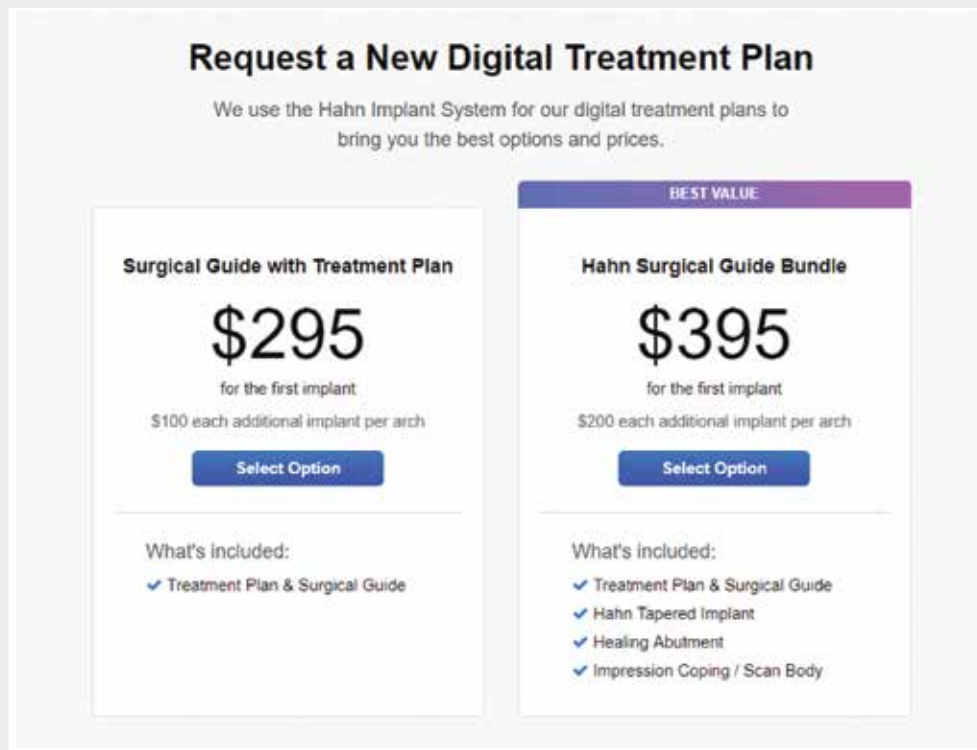 Request a New Digital Treatment Plan
We use the Hahn Implant System for our digital treatment plans to
bring you the best options and prices.
Surgical Guide with Treatment Plan
$295
for the first implant
$100 each additional implant per arch
Select Option
What's included:
Treatment Plan & Surgical Guide
BEST VALUE
Hahn Surgical Guide Bundle
$395
for the first implant
$200 each additional implant per arch
Select Option
What's included:
Treatment Plan & Surgical Guide
Hahn Tapered Implant
Healing Abutment
Impression Coping / Scan Body